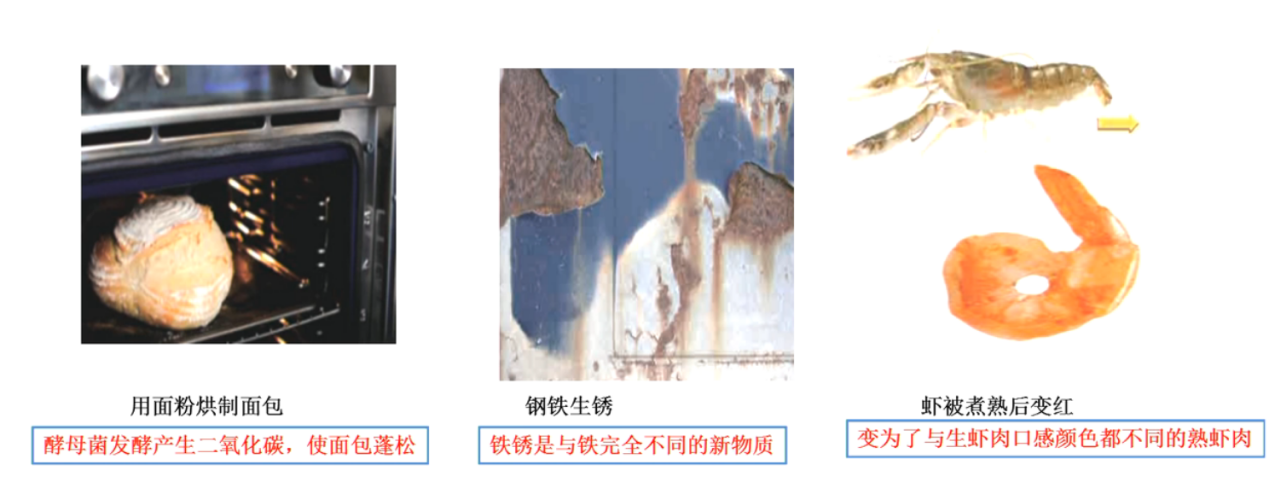 用面粉烘制面包
钢铁生锈
虾被煮熟后变红
酵母菌发酵产生二氧化碳，使面包蓬松
铁锈是与铁完全不同的新物质
变为了与生虾肉口感颜色都不同的熟虾肉